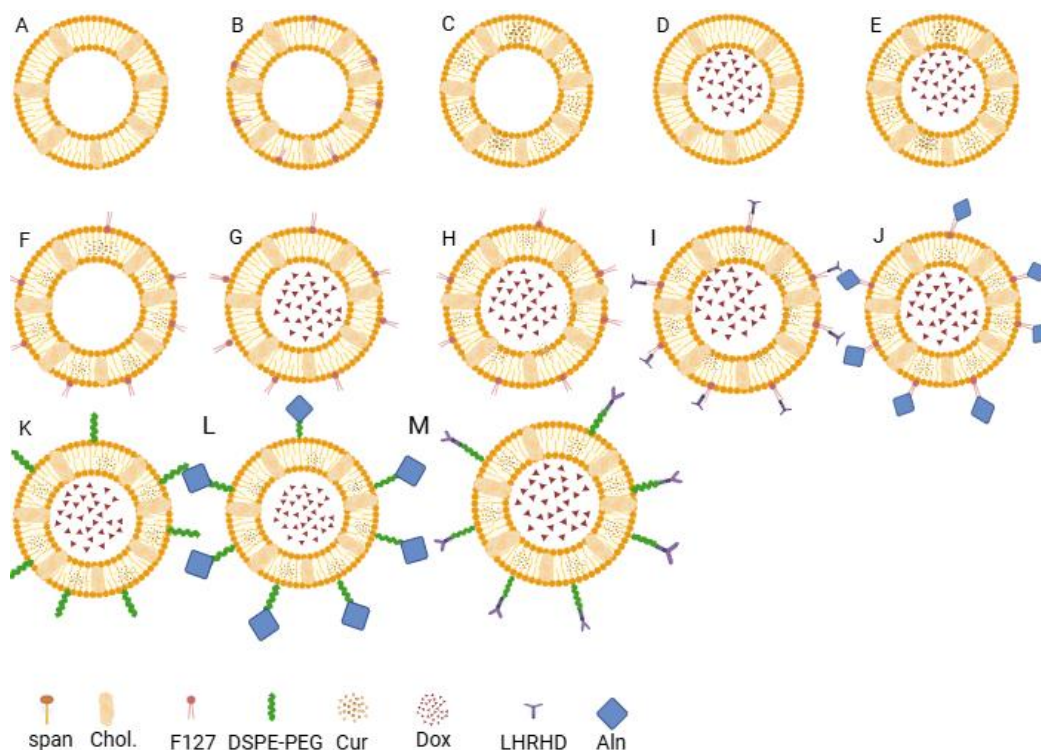 A B C D E
F G H I J
K L M
span Chol. F127 DSPE-PEG Cur Dox LHRHD Aln